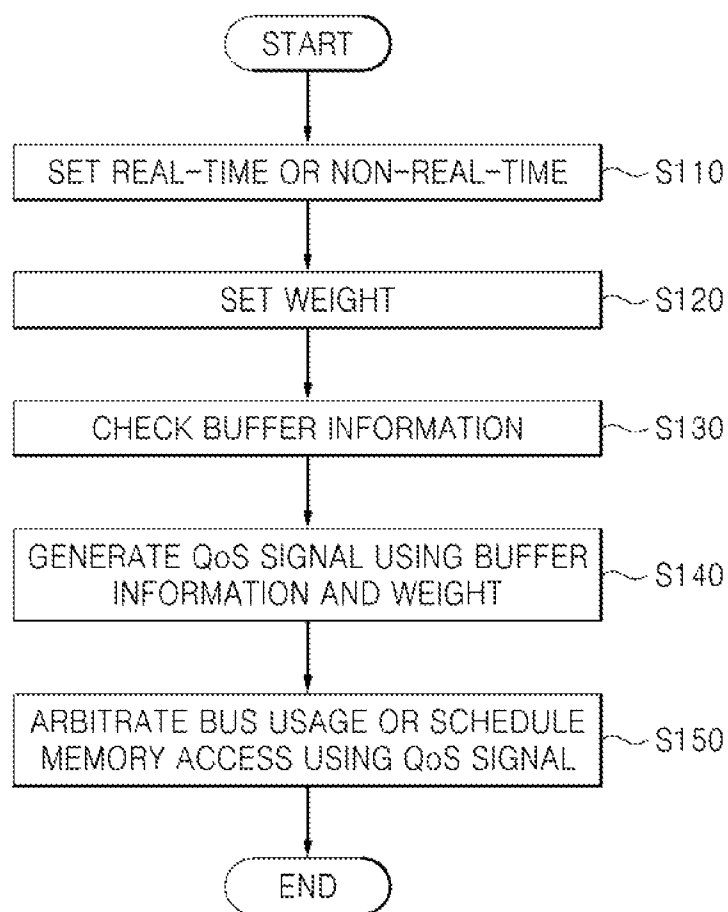 START
SET REAL-TIME OR NON-REAL-TIME
S110
SET WEIGHT
S120
CHECK BUFFER INFORMATION
S130
GENERATE QoS SIGNAL USING BUFFER
INFORMATION AND WEIGHT
S140
ARBITRATE BUS USAGE OR SCHEDULE
MEMORY ACCESS USING QoS SIGNAL
S150
END